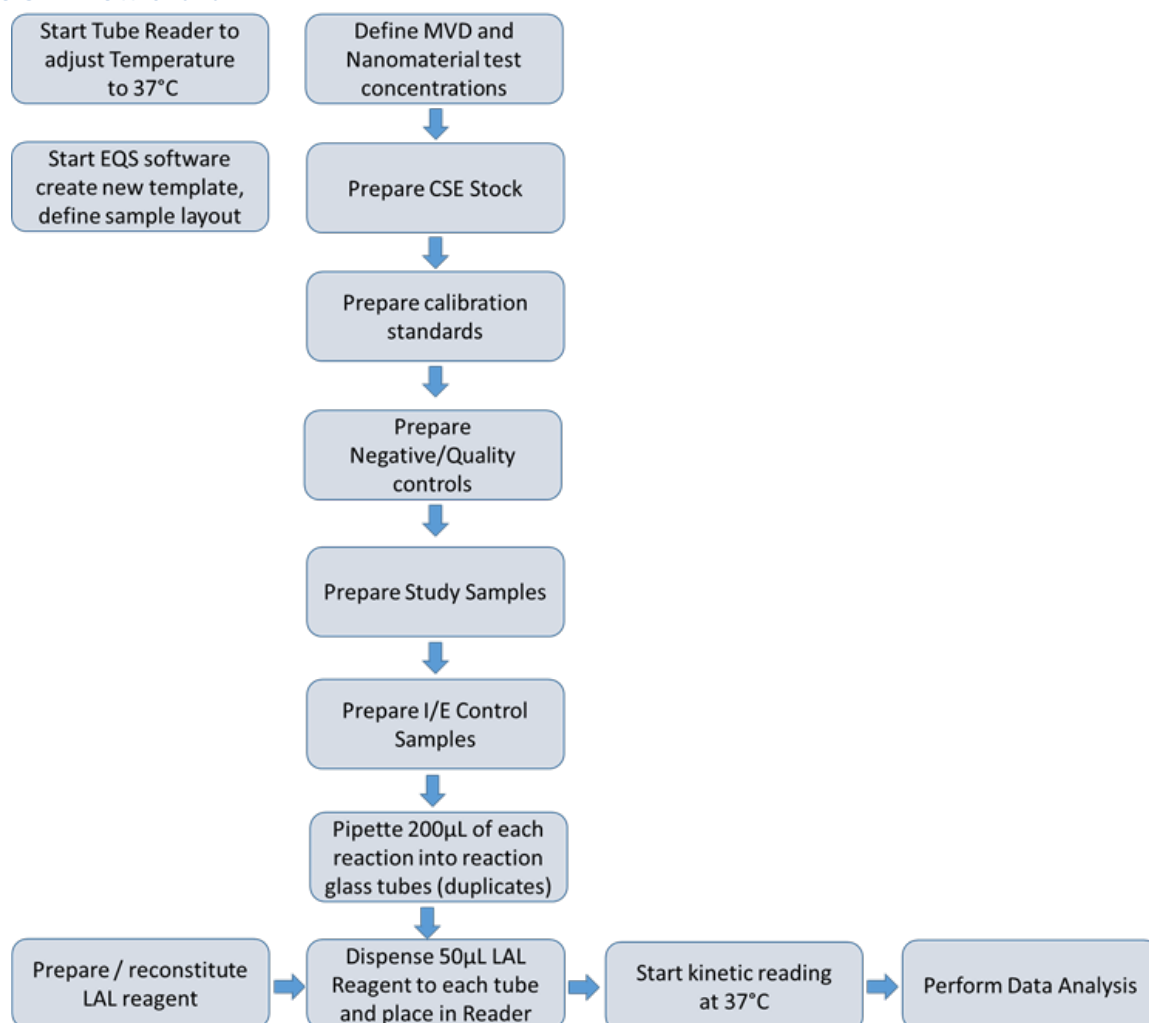 Start Tube Reader to
adjust Temperature
to 37°C
Define MVD and
Nanomaterial test
concentrations
Start EQS software
create new template,
define sample layout
Prepare CSE Stock
Prepare calibration
standards
Prepare
Negative/Quality
controls
Prepare Study Samples
Prepare I/E Control
Samples
Pipette 200µL of each
reaction into reaction
glass tubes (duplicates)
Prepare / reconstitute
LAL reagent
Dispense 50µL LAL
Reagent to each tube
and place in Reader
Start kinetic reading
at 37°C
Perform Data Analysis